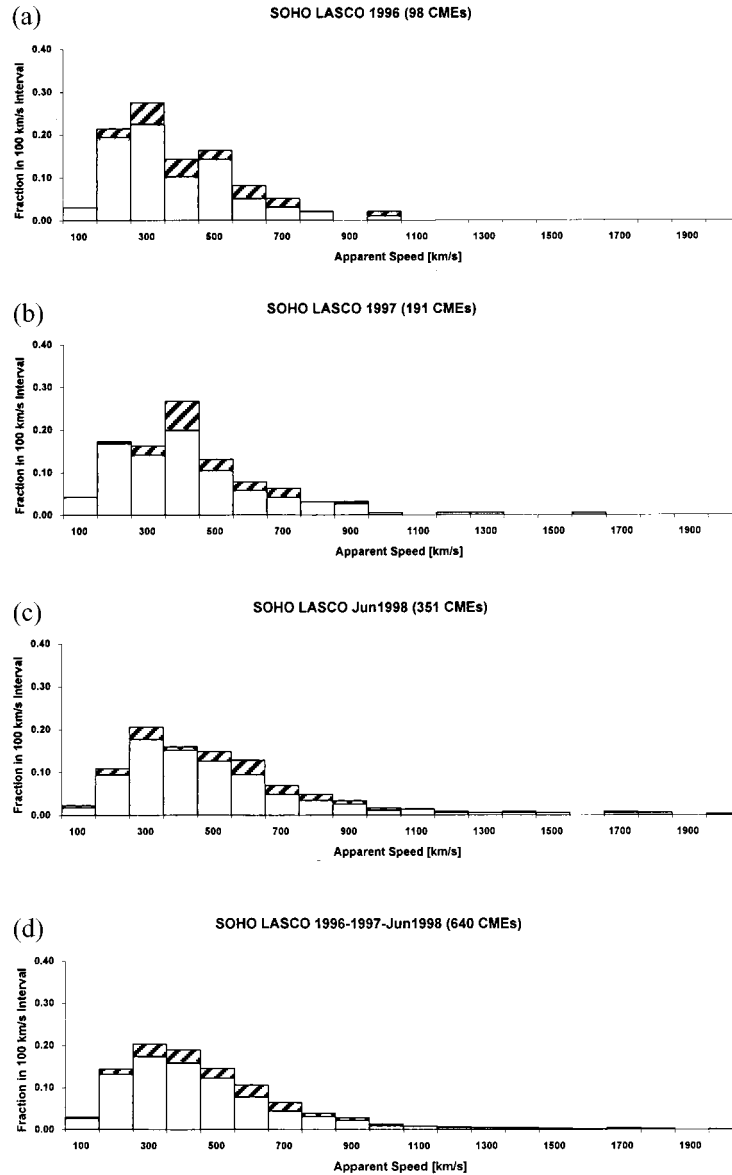 (a)
SOHO LASCO 1996 (98 CMEs)
Fraction in 100 km/s Interval
0.40
0.30
0.20
0.10
0.00
100 300 500 700 900 1100 1300 1500 1700 1900
Apparent Speed [km/s]
(b)
SOHO LASCO 1997 (191 CMEs)
Fraction in 100 km/s Interval
0.40
0.30
0.20
0.10
0.00
100 300 500 700 900 1100 1300 1500 1700 1900
Apparent Speed [km/s]
(c)
SOHO LASCO Jun1998 (351 CMEs)
Fraction in 100 km/s Interval
0.40
0.30
0.20
0.10
0.00
100 300 500 700 900 1100 1300 1500 1700 1900
Apparent Speed [km/s]
(d)
SOHO LASCO 1996-1997-Jun1998 (640 CMEs)
Fraction in 100 km/s Interval
0.40
0.30
0.20
0.10
0.00
100 300 500 700 900 1100 1300 1500 1700 1900
Apparent Speed [km/s]